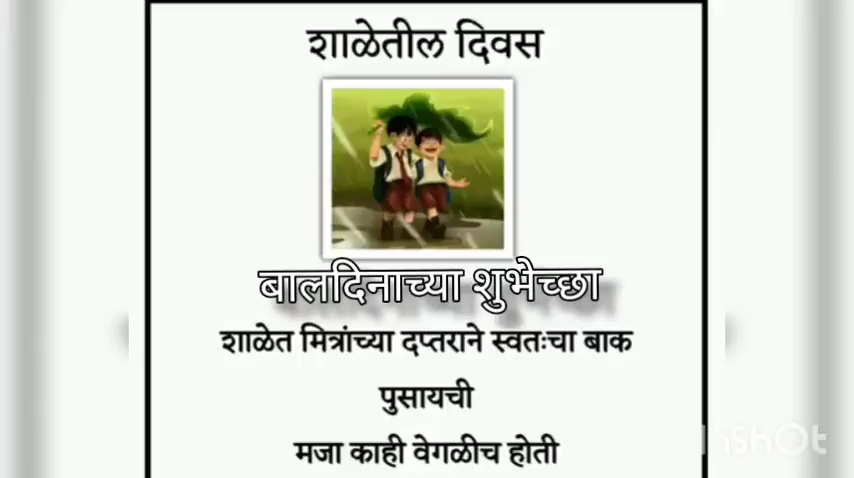 शाळेतील दिवस
बालदिनाच्या शुभेच्छा
शाळेत मित्रांच्या दप्तराने स्वतःचा बाक
पुसायची
मजा काही वेगळीच होती
InShOt